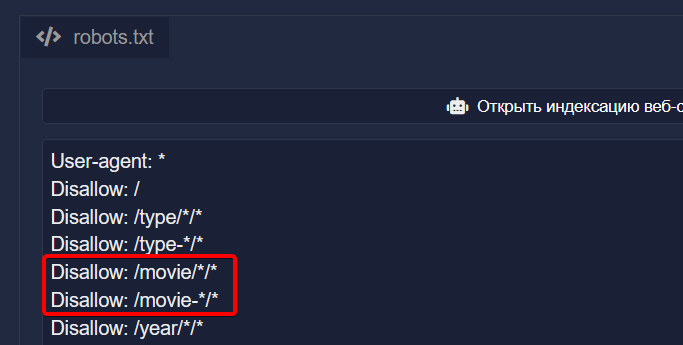 robots.txt
Открыть индексацию веб-с
User-agent: *
Disallow: /
Disallow: /type/*/*
Disallow: /type-*/*
Disallow: /movie/*/*
Disallow: /movie-*/*
Disallow: /year/*/*